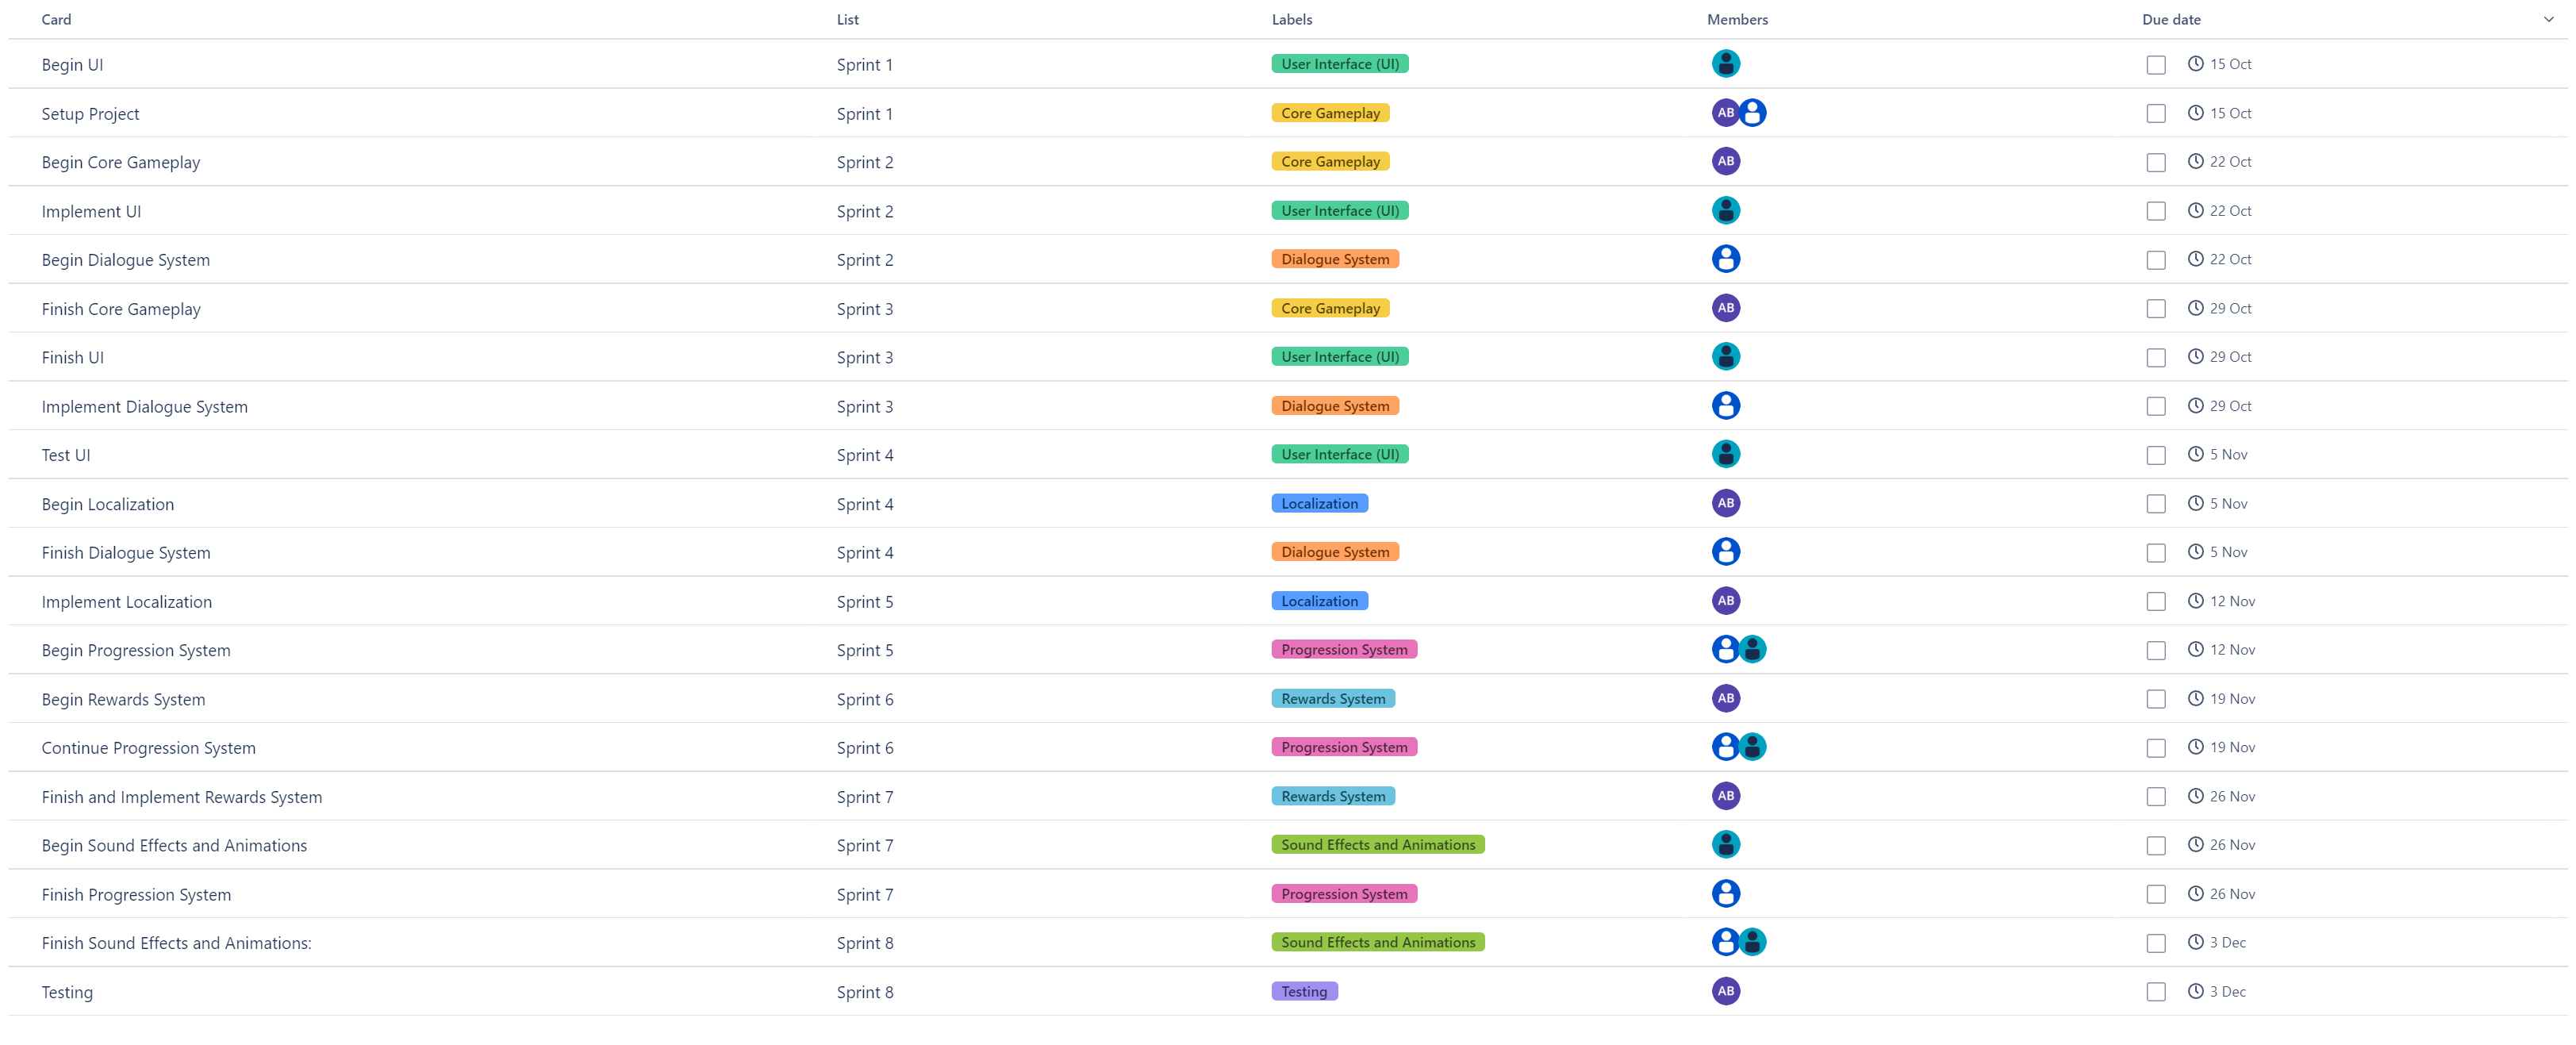 Card List Labels Members Due date
Begin UI Sprint 1 User Interface (UI) 15 Oct
Setup Project Sprint 1 Core Gameplay AB 15 Oct
Begin Core Gameplay Sprint 2 Core Gameplay AB 22 Oct
Implement UI Sprint 2 User Interface (UI) 22 Oct
Begin Dialogue System Sprint 2 Dialogue System 22 Oct
Finish Core Gameplay Sprint 3 Core Gameplay AB 29 Oct
Finish UI Sprint 3 User Interface (UI) 29 Oct
Implement Dialogue System Sprint 3 Dialogue System 29 Oct
Test UI Sprint 4 User Interface (UI) 5 Nov
Begin Localization Sprint 4 Localization AB 5 Nov
Finish Dialogue System Sprint 4 Dialogue System 5 Nov
Implement Localization Sprint 5 Localization AB 12 Nov
Begin Progression System Sprint 5 Progression System 12 Nov
Begin Rewards System Sprint 6 Rewards System AB 19 Nov
Continue Progression System Sprint 6 Progression System 19 Nov
Finish and Implement Rewards System Sprint 7 Rewards System AB 26 Nov
Begin Sound Effects and Animations Sprint 7 Sound Effects and Animations 26 Nov
Finish Progression System Sprint 7 Progression System 26 Nov
Finish Sound Effects and Animations: Sprint 8 Sound Effects and Animations 3 Dec
Testing Sprint 8 Testing AB 3 Dec